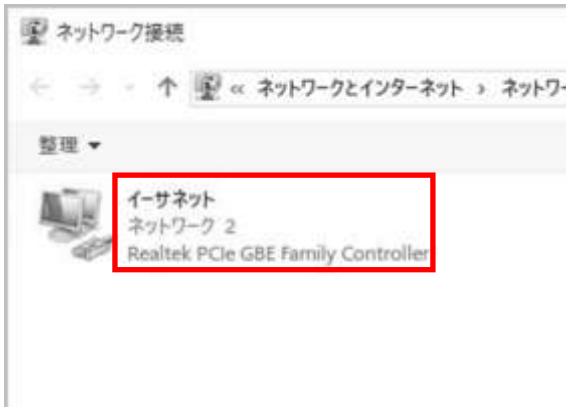 ネットワーク接続
« ネットワークとインターネット › ネットワー
整理 ▼
イーサネット
ネットワーク 2
Realtek PCIe GBE Family Controller